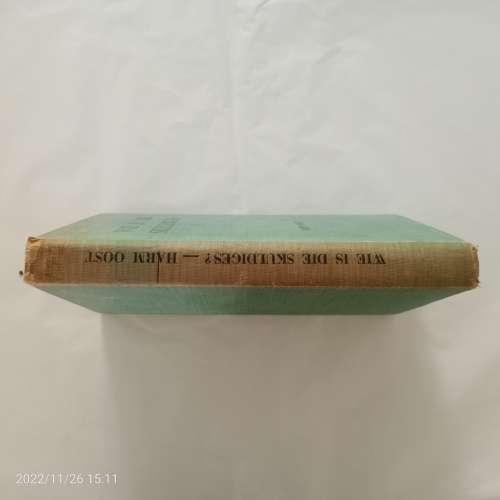 WIE IS DIE SKULDIGES? — HARM OOST
2022/11/26 15:11